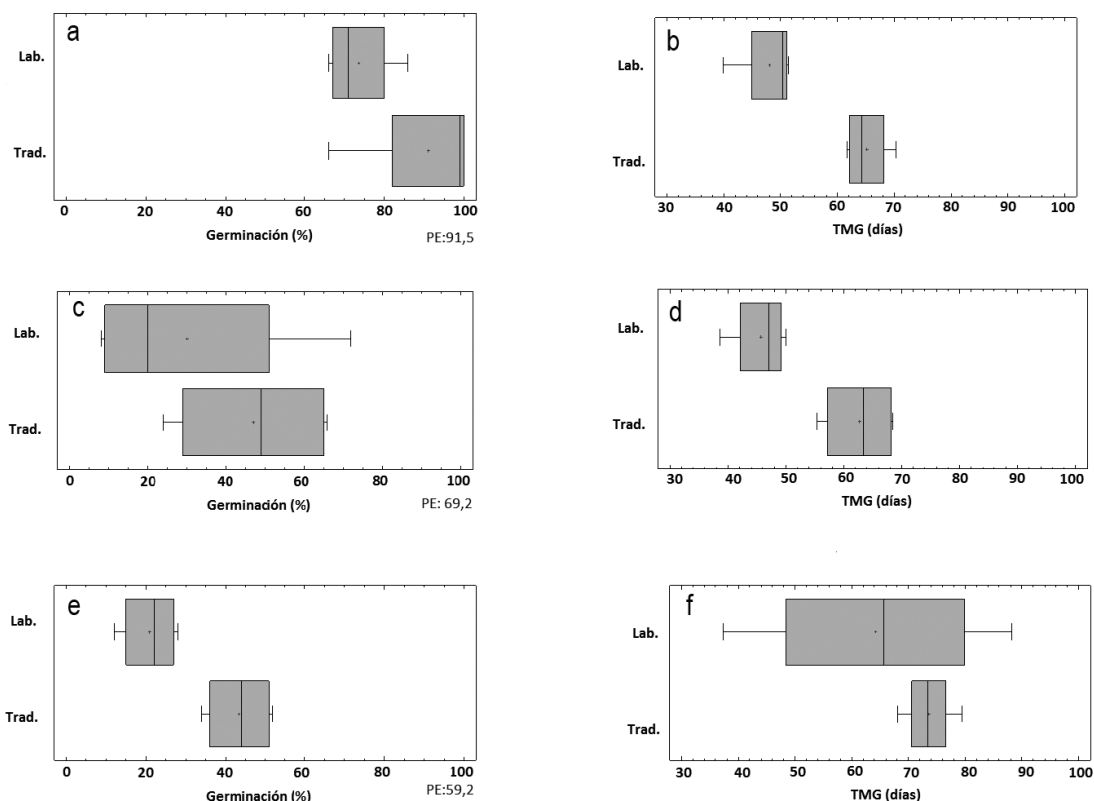 a
Lab.
Trad.
0 20 40 60 80 100
Germinación (%)
PE:91,5
b
Lab.
Trad.
30 40 50 60 70 80 90 100
TMG (días)
c
Lab.
Trad.
0 20 40 60 80 100
Germinación (%)
PE: 69,2
d
Lab.
Trad.
30 40 50 60 70 80 90 100
TMG (días)
e
Lab.
Trad.
0 20 40 60 80 100
Germinación (%)
PE:59,2
f
Lab.
Trad.
30 40 50 60 70 80 90 100
TMG (días)